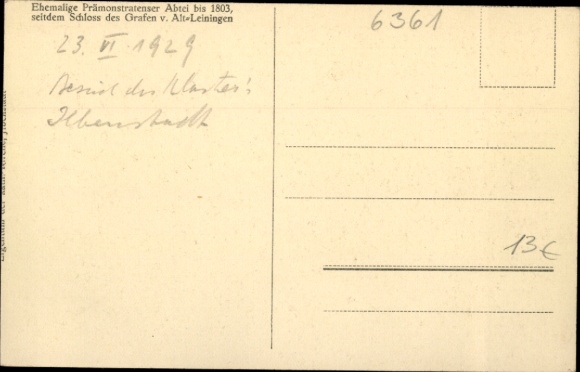 Ehemalige Prämonstratenser Abtei bis 1803,
seitdem Schloss des Grafen v. Alt-Leiningen
6361
23. VI 1929
Besuch des Kloster's
Ilbenstadt
13€